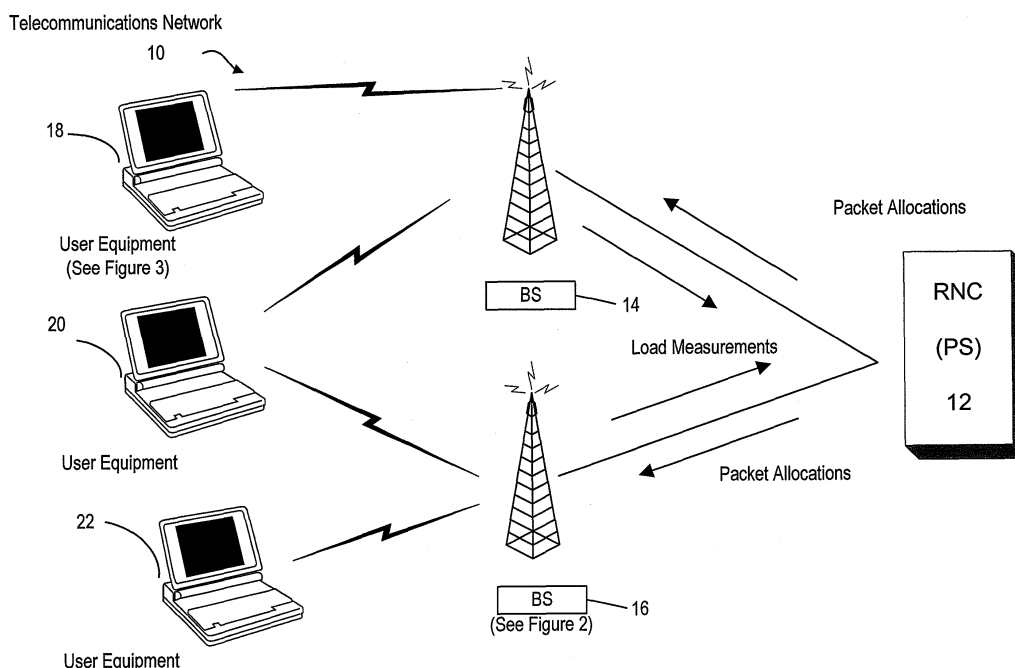 Telecommunications Network
10
18
User Equipment
(See Figure 3)
20
User Equipment
22
User Equipment
BS
14
Load Measurements
BS
16
(See Figure 2)
Packet Allocations
Packet Allocations
RNC
(PS)
12